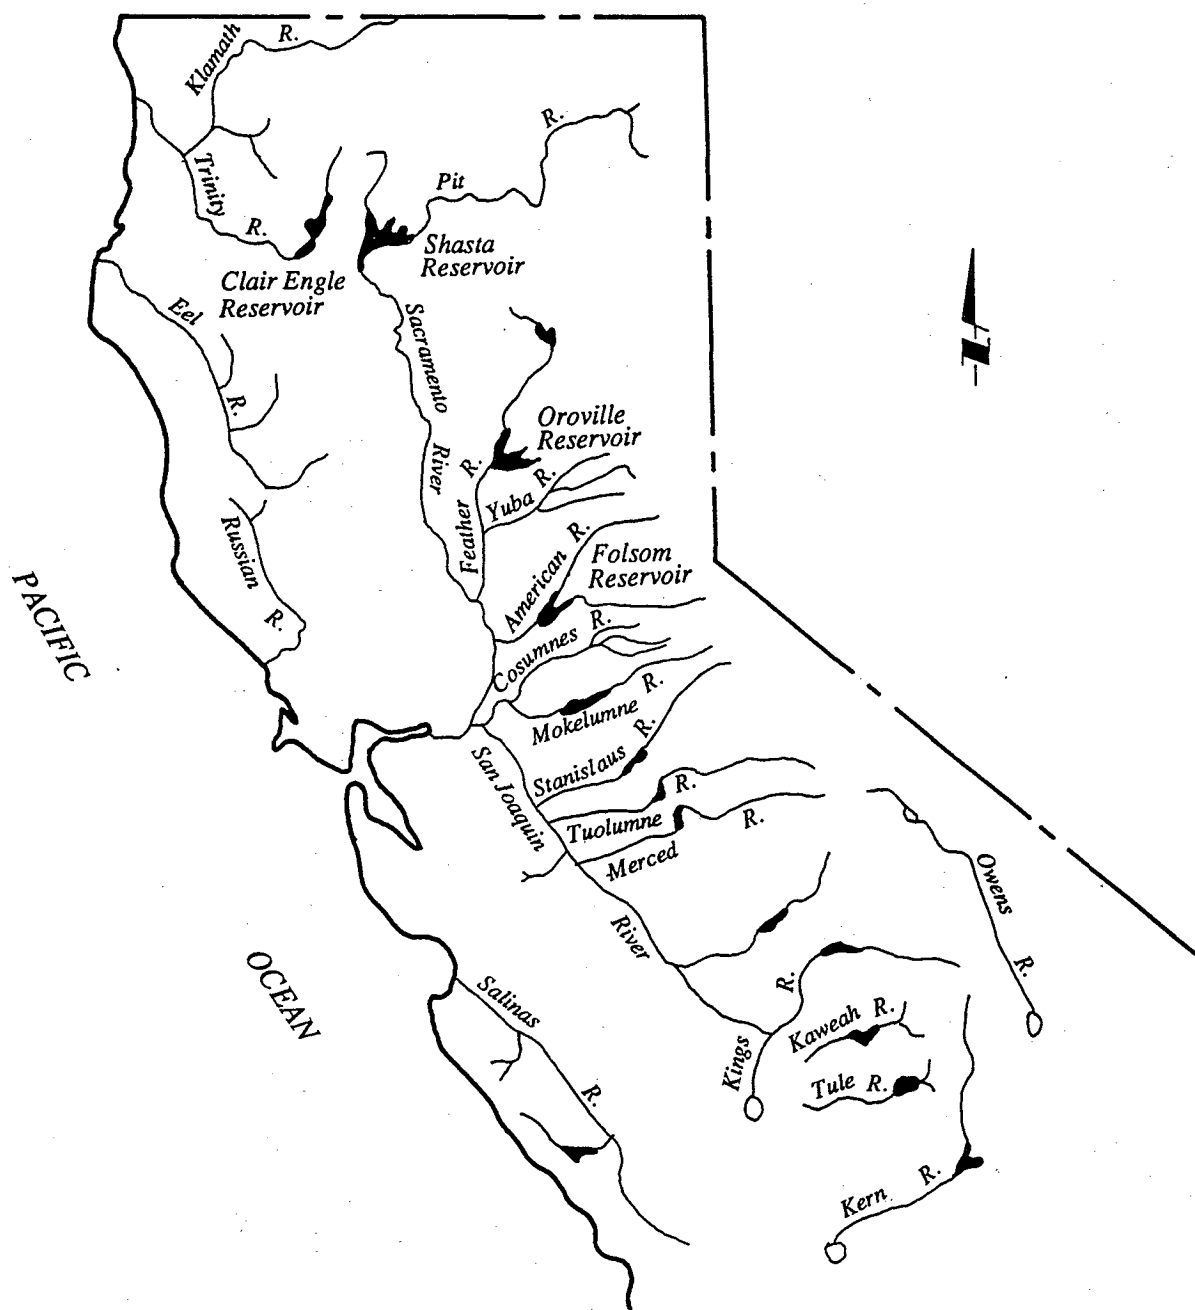 Klamath R.
Pit R.
Trinity R.
Shasta
Reservoir
Clair Engle
Reservoir
Eel R.
Sacramento River
Oroville
Reservoir
Feather R.
Yuba R.
Russian R.
American R.
Folsom
Reservoir
Cosumnes R.
PACIFIC
OCEAN
Mokelumne R.
Stanislaus R.
San Joaquin River
Tuolumne R.
Merced R.
Owens R.
Salinas R.
Kings R.
Kaweah R.
Tule R.
Kern R.
N